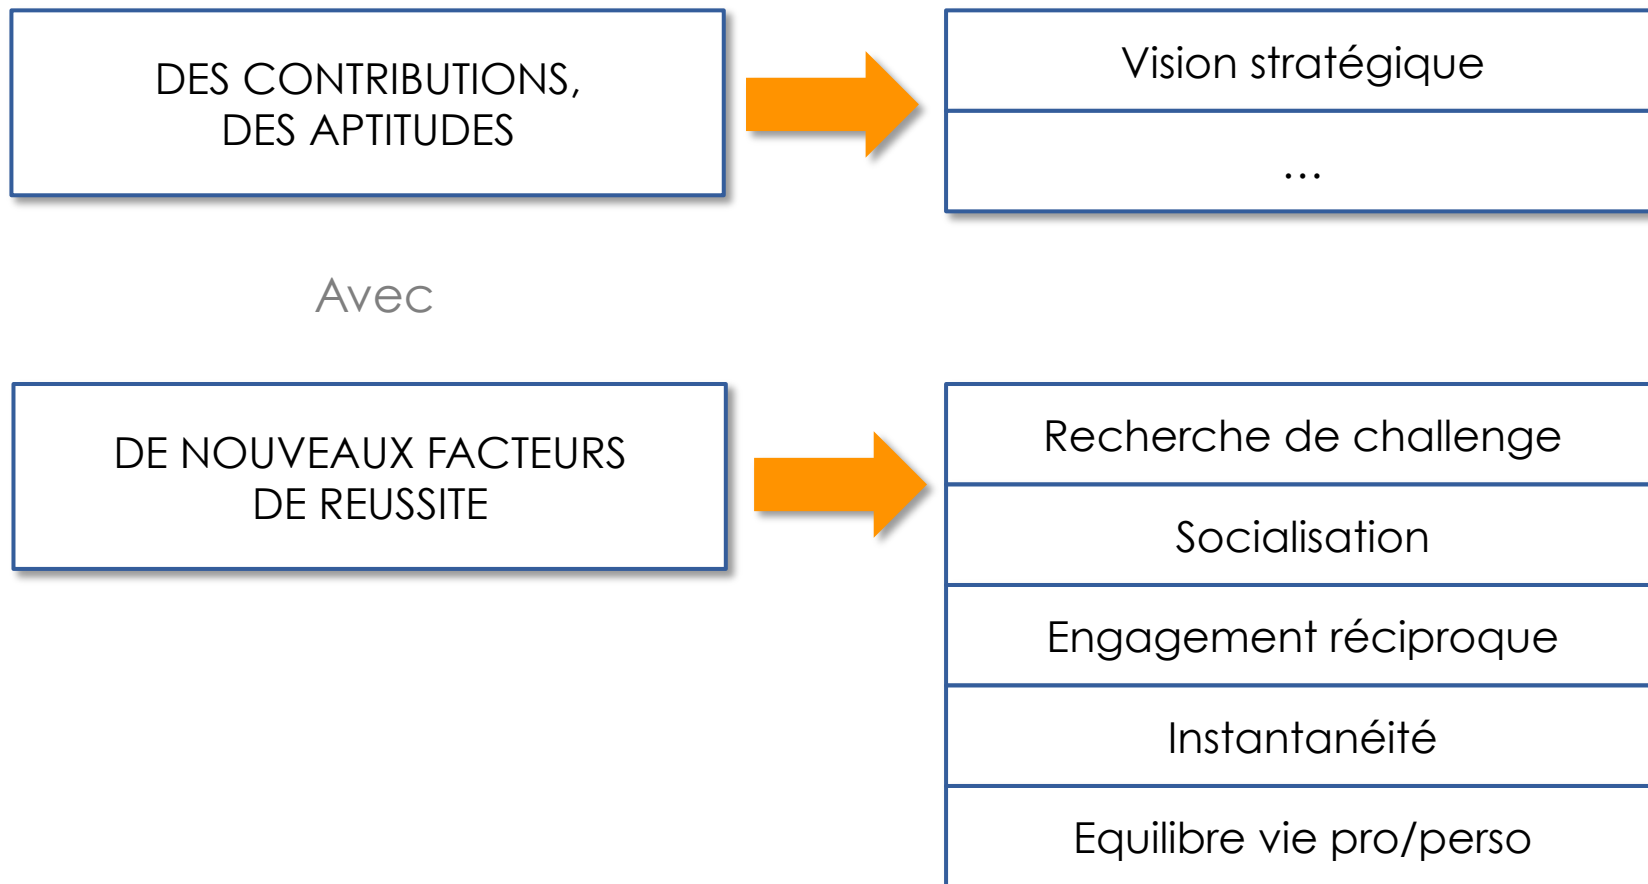 DES CONTRIBUTIONS,
DES APTITUDES
Vision stratégique
...
Avec
DE NOUVEAUX FACTEURS
DE REUSSITE
Recherche de challenge
Socialisation
Engagement réciproque
Instantanéité
Equilibre vie pro/perso